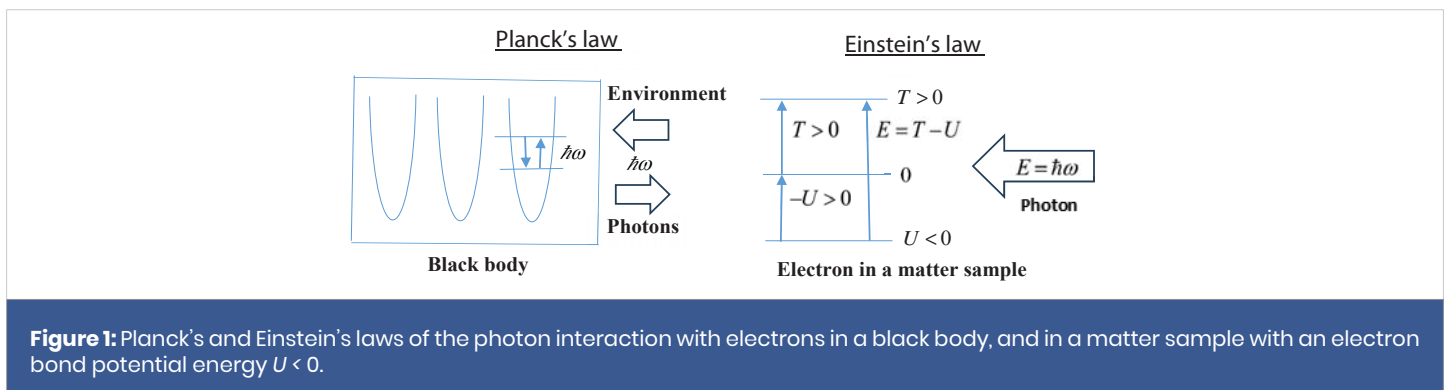 Planck's law
Environment
ħω
ħω
Photons
Black body
Einstein's law
T > 0
T > 0
E = T – U
0
–U > 0
U < 0
E = ħω
Photon
Electron in a matter sample
Figure 1: Planck's and Einstein's laws of the photon interaction with electrons in a black body, and in a matter sample with an electron
bond potential energy U < 0.